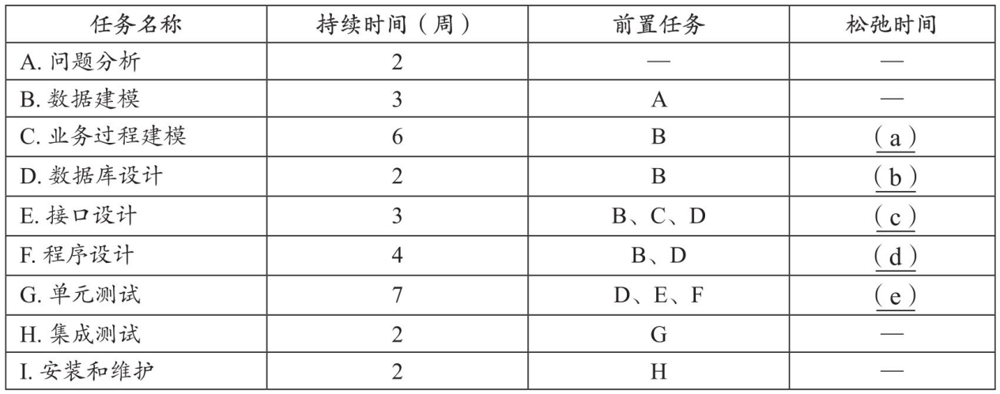 任务名称 持续时间（周） 前置任务 松弛时间
A. 问题分析 2 — —
B. 数据建模 3 A —
C. 业务过程建模 6 B （a）
D. 数据库设计 2 B （b）
E. 接口设计 3 B、C、D （c）
F. 程序设计 4 B、D （d）
G. 单元测试 7 D、E、F （e）
H. 集成测试 2 G —
I. 安装和维护 2 H —